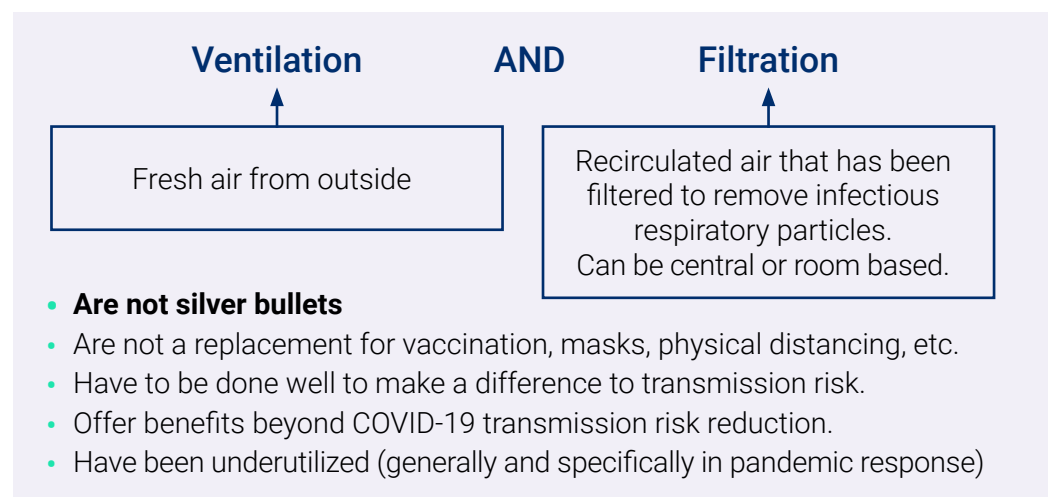 Ventilation AND Filtration
Fresh air from outside
Recirculated air that has been
filtered to remove infectious
respiratory particles.
Can be central or room based.
• Are not silver bullets
• Are not a replacement for vaccination, masks, physical distancing, etc.
• Have to be done well to make a difference to transmission risk.
• Offer benefits beyond COVID-19 transmission risk reduction.
• Have been underutilized (generally and specifically in pandemic response)